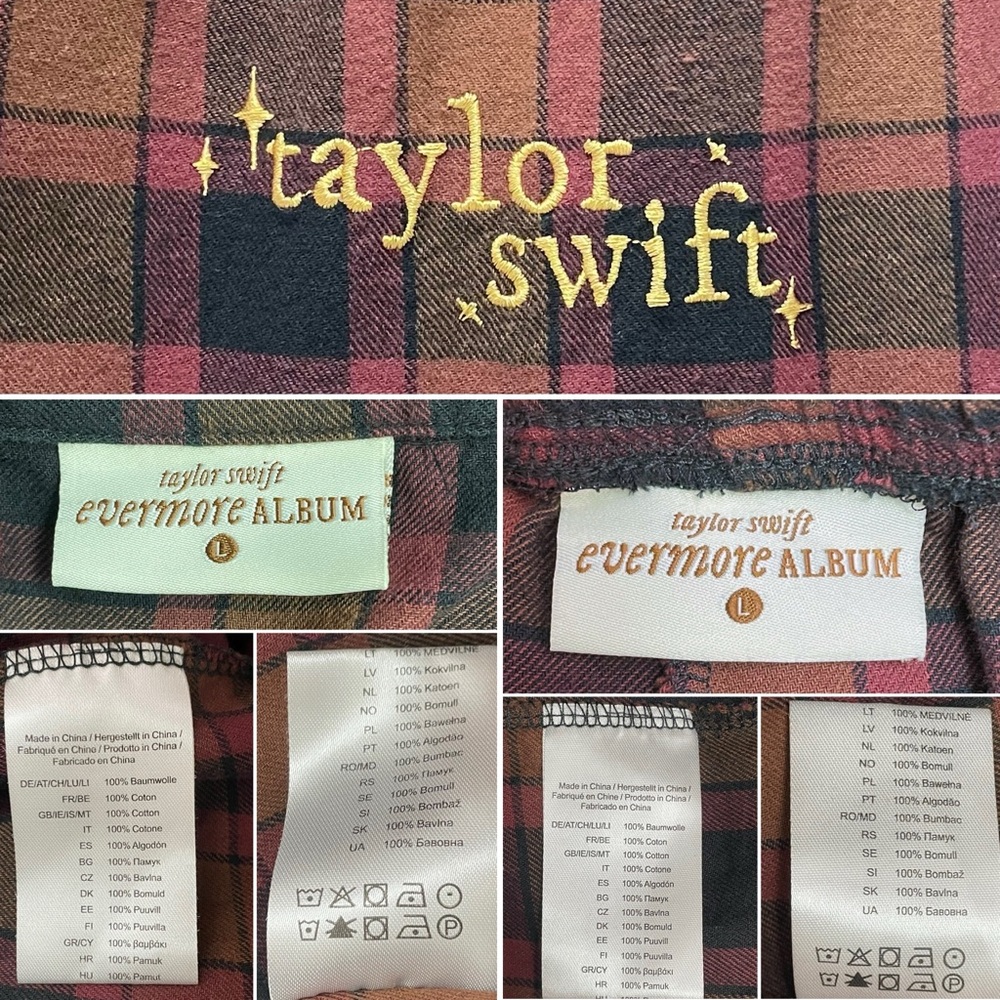 taylor
swift
taylor swift
evermore ALBUM
L
taylor swift
evermore ALBUM
L
Made in China / Hergestellt in China /
Fabriqué en Chine / Prodotto in China /
Fabricado en China
DE/AT/CH/LU/LI 100% Baumwolle
FR/BE 100% Coton
GB/IE/IS/MT 100% Cotton
IT 100% Cotone
ES 100% Algodón
BG 100% Памук
CZ 100% Bavlna
DK 100% Bomuld
EE 100% Puuvill
FI 100% Puuvilla
GR/CY 100% βαμβάκι
HR 100% Pamuk
HU 100% Pamut
LT 100% MEDVILNĖ
LV 100% Kokvilna
NL 100% Katoen
NO 100% Bomull
PL 100% Bawełna
PT 100% Algodão
RO/MD 100% Bumbac
RS 100% Памук
SE 100% Bomull
SI 100% Bombaž
SK 100% Bavlna
UA 100% Бавовна
P
Made in China / Hergestellt in China /
Fabriqué en Chine / Prodotto in China /
Fabricado en China
DE/AT/CH/LU/LI 100% Baumwolle
FR/BE 100% Coton
GB/IE/IS/MT 100% Cotton
IT 100% Cotone
ES 100% Algodón
BG 100% Памук
CZ 100% Bavlna
DK 100% Bomuld
EE 100% Puuvill
FI 100% Puuvilla
GR/CY 100% βαμβάκι
HR 100% Pamuk
LT 100% MEDVILNĖ
LV 100% Kokvilna
NL 100% Katoen
NO 100% Bomull
PL 100% Bawełna
PT 100% Algodão
RO/MD 100% Bumbac
RS 100% Памук
SE 100% Bomull
SI 100% Bombaž
SK 100% Bavlna
UA 100% Бавовна
P